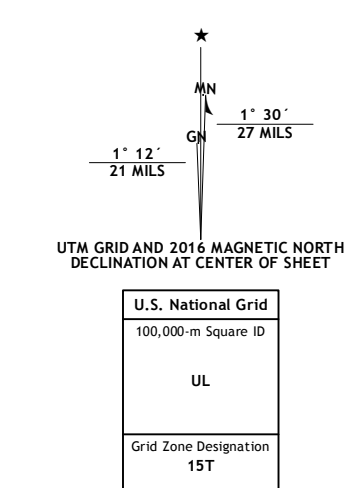 MN
1° 30´
27 MILS
GN
1° 12´
21 MILS
UTM GRID AND 2016 MAGNETIC NORTH
DECLINATION AT CENTER OF SHEET
U.S. National Grid
100,000-m Square ID
UL
Grid Zone Designation
15T